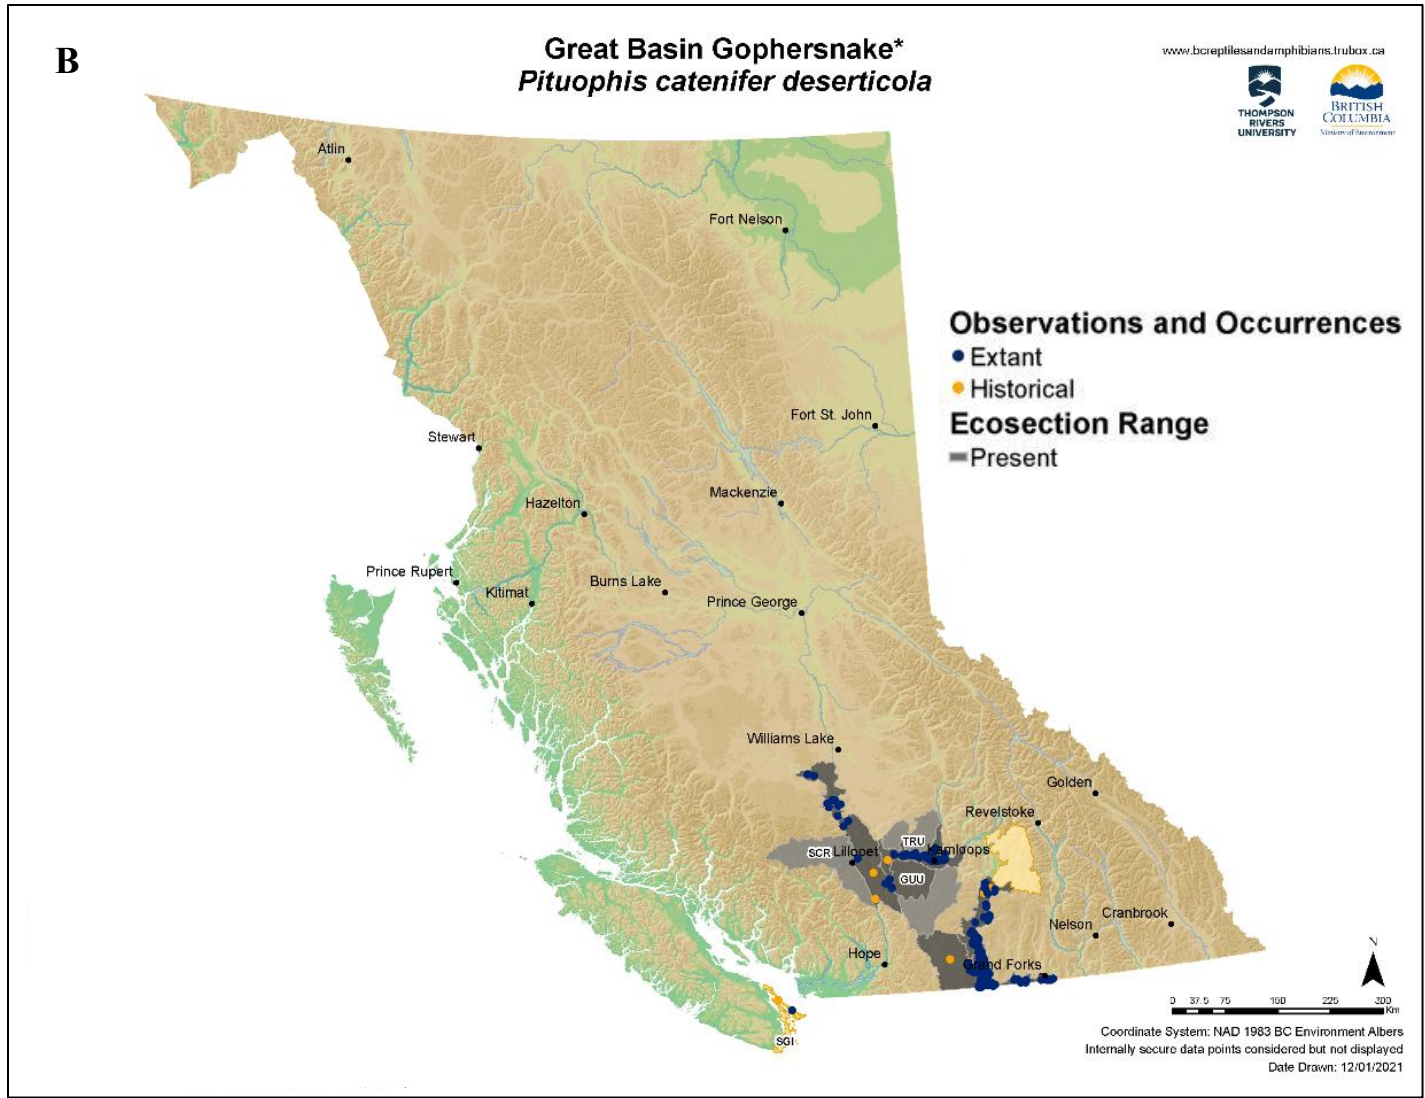 B
Great Basin Gophersnake*
Pituophis catenifer deserticola
www.bcreptilesandamphibians.trubox.ca
THOMPSON
RIVERS
UNIVERSITY
BRITISH
COLUMBIA
Ministry of Environment
Atlin
Fort Nelson
Observations and Occurrences
Extant
Historical
Ecosection Range
Present
Fort St. John
Stewart
Mackenzie
Hazelton
Prince Rupert
Kitimat
Burns Lake
Prince George
Williams Lake
Golden
Revelstoke
TRU
SCR
Lillooet
Kamloops
GUU
Cranbrook
Nelson
Hope
Grand Forks
SGI
N
0 37.5 75 150 225 300
Km
Coordinate System: NAD 1983 BC Environment Albers
Internally secure data points considered but not displayed
Date Drawn: 12/01/2021